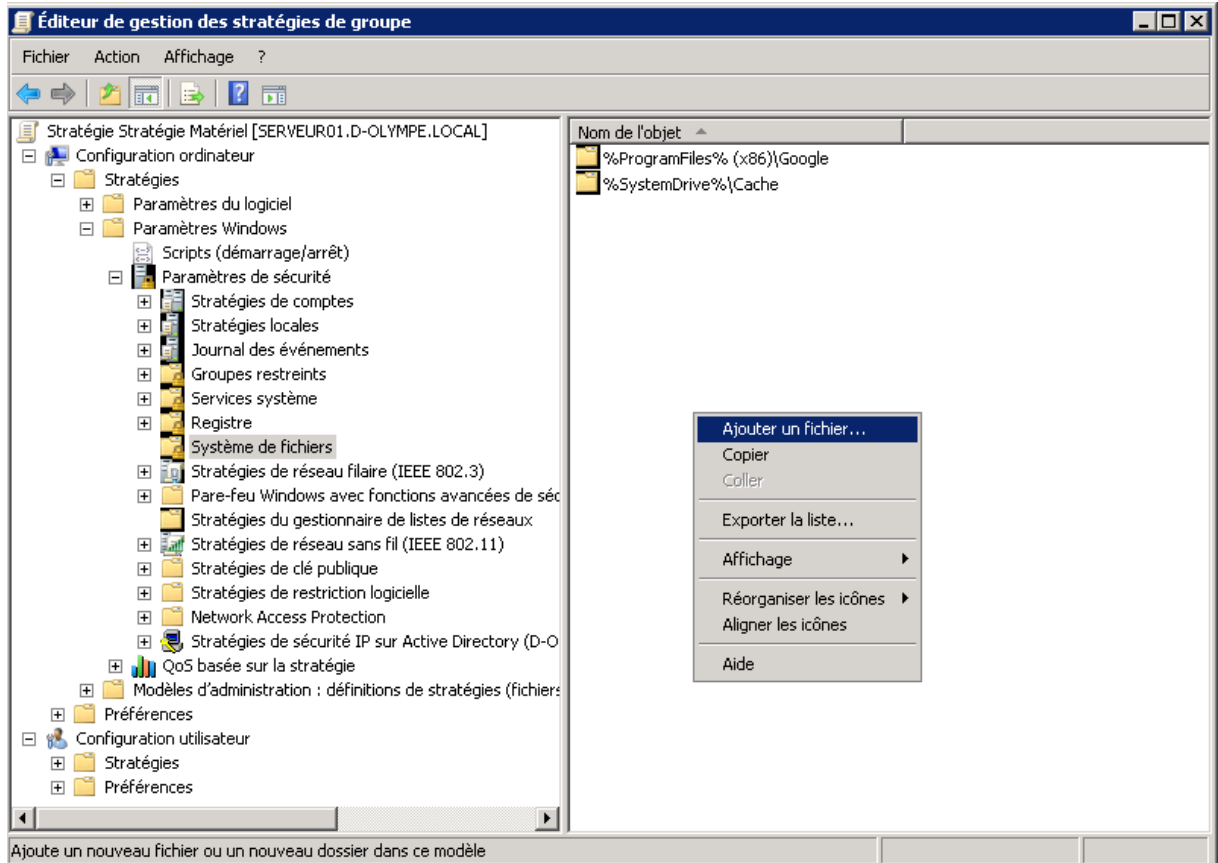 Éditeur de gestion des stratégies de groupe
Fichier Action Affichage ?
Stratégie Stratégie Matériel [SERVEUR01.D-OLYMPE.LOCAL]
Configuration ordinateur
Stratégies
Paramètres du logiciel
Paramètres Windows
Scripts (démarrage/arrêt)
Paramètres de sécurité
Stratégies de comptes
Stratégies locales
Journal des événements
Groupes restreints
Services système
Registre
Système de fichiers
Stratégies de réseau filaire (IEEE 802.3)
Pare-feu Windows avec fonctions avancées de séc
Stratégies du gestionnaire de listes de réseaux
Stratégies de réseau sans fil (IEEE 802.11)
Stratégies de clé publique
Stratégies de restriction logicielle
Network Access Protection
Stratégies de sécurité IP sur Active Directory (D-O
QoS basée sur la stratégie
Modèles d'administration : définitions de stratégies (fichiers
Préférences
Configuration utilisateur
Stratégies
Préférences
Nom de l'objet
%ProgramFiles% (x86)\Google
%SystemDrive%\Cache
Ajouter un fichier...
Copier
Coller
Exporter la liste...
Affichage
Réorganiser les icônes
Aligner les icônes
Aide
Ajoute un nouveau fichier ou un nouveau dossier dans ce modèle